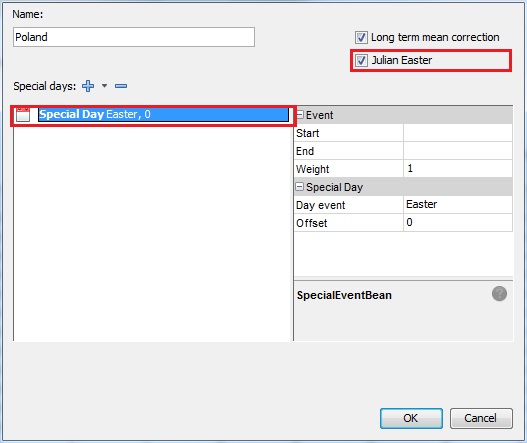 Name:
Poland
Long term mean correction
Julian Easter
Special days:
Special Day Easter, 0
Event
Start
End
Weight 1
Special Day
Day event Easter
Offset 0
SpecialEventBean
?
OK Cancel